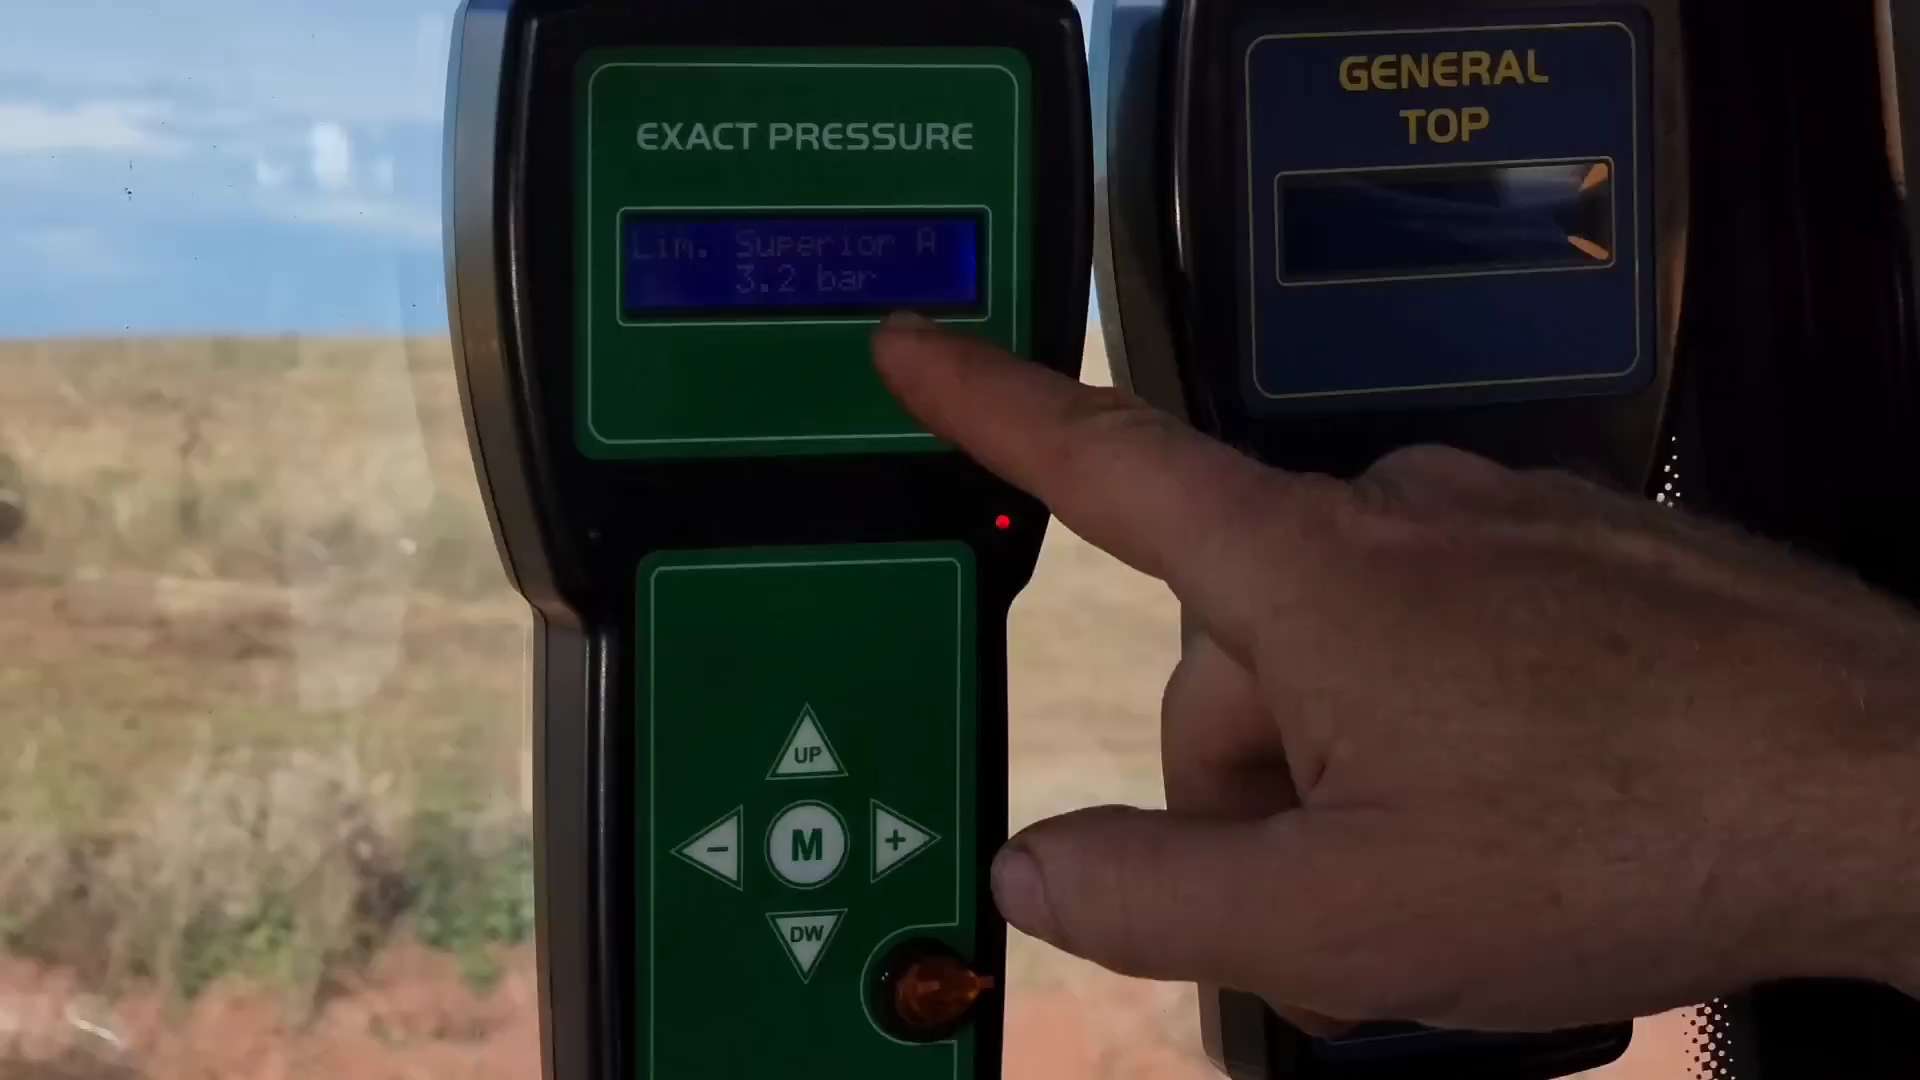 EXACT PRESSURE
Lim. Superior A
3.2 bar
UP
-
M
+
DW
GENERAL
TOP